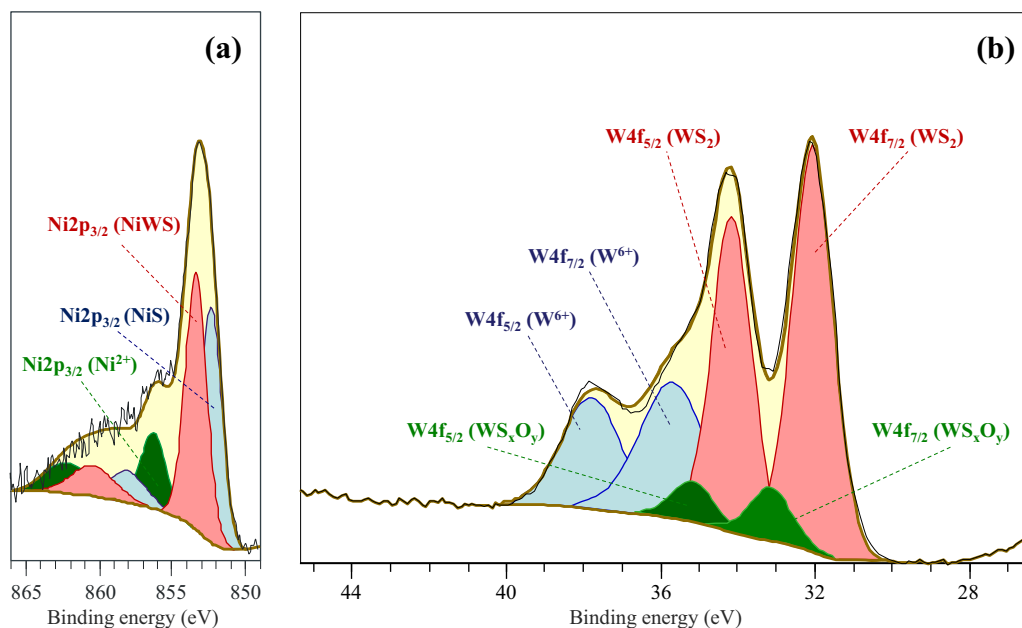 (a)
Ni2p3/2 (NiWS)
Ni2p3/2 (NiS)
Ni2p3/2 (Ni2+)
865 860 855 850
Binding energy (eV)
(b)
W4f5/2 (WS2)
W4f7/2 (WS2)
W4f7/2 (W6+)
W4f5/2 (W6+)
W4f5/2 (WSxOy)
W4f7/2 (WSxOy)
44 40 36 32 28
Binding energy (eV)